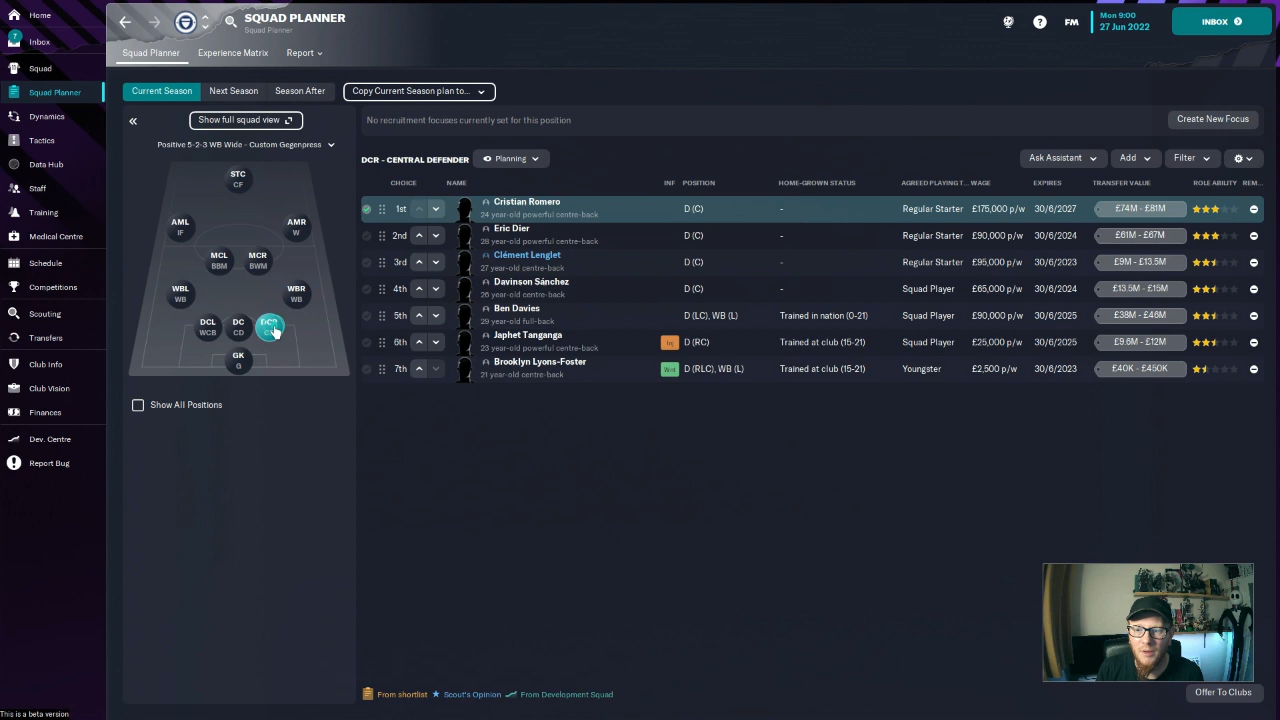 Home
7
Inbox
Squad
Squad Planner
Dynamics
Tactics
Data Hub
Staff
Training
Medical Centre
Schedule
Competitions
Scouting
Transfers
Club Info
Club Vision
Finances
Dev. Centre
Report Bug
This is a beta version
SQUAD PLANNER
Squad Planner
FM
Mon 9:00
27 Jun 2022
INBOX
Squad Planner Experience Matrix Report
Current Season Next Season Season After Copy Current Season plan to...
Show full squad view
Positive 5-2-3 WB Wide - Custom Gegenpress
STC
CF
AML AMR
IF W
MCL MCR
BBM BWM
WBL WBR
WB WB
DCL DC DCR
WCB CD
GK
G
Show All Positions
No recruitment focuses currently set for this position Create New Focus
DCR - CENTRAL DEFENDER Planning Ask Assistant Add Filter
CHOICE NAME INF POSITION HOME-GROWN STATUS AGREED PLAYING T... WAGE EXPIRES TRANSFER VALUE ROLE ABILITY REM...
1st Cristian Romero D (C) - Regular Starter £175,000 p/w 30/6/2027 £74M - £81M
24 year-old powerful centre-back
2nd Eric Dier D (C) - Regular Starter £90,000 p/w 30/6/2024 £61M - £67M
28 year-old powerful centre-back
3rd Clément Lenglet D (C) - Regular Starter £95,000 p/w 30/6/2023 £9M - £13.5M
27 year-old centre-back
4th Davinson Sánchez D (C) - Squad Player £65,000 p/w 30/6/2024 £13.5M - £15M
26 year-old centre-back
5th Ben Davies D (LC), WB (L) Trained in nation (0-21) Squad Player £90,000 p/w 30/6/2025 £38M - £46M
29 year-old full-back
6th Japhet Tanganga Inj D (RC) Trained at club (15-21) Squad Player £25,000 p/w 30/6/2025 £9.6M - £12M
23 year-old powerful centre-back
7th Brooklyn Lyons-Foster Wnt D (RLC), WB (L) Trained at club (15-21) Youngster £2,500 p/w 30/6/2023 £40K - £450K
21 year-old centre-back
From shortlist Scout's Opinion From Development Squad
Offer To Clubs